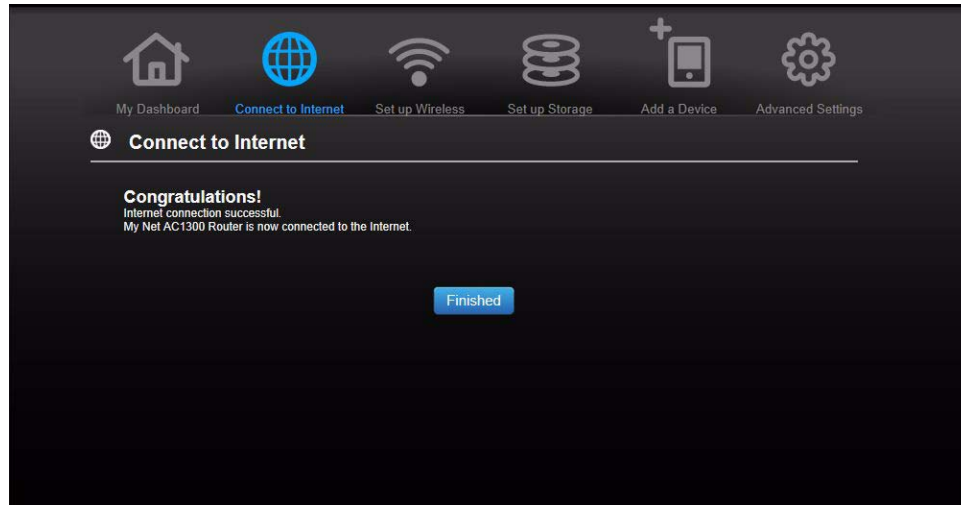 My Dashboard Connect to Internet Set up Wireless Set up Storage Add a Device Advanced Settings
Connect to Internet
Congratulations!
Internet connection successful.
My Net AC1300 Router is now connected to the Internet.
Finished